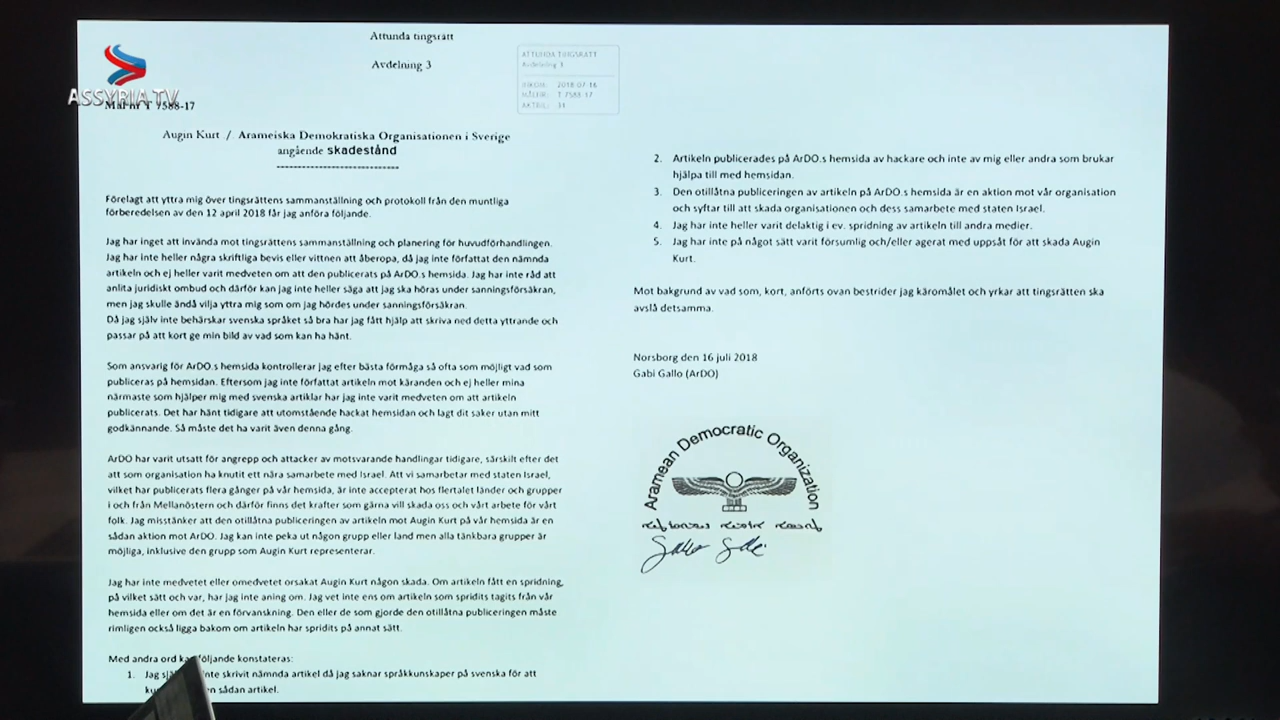 ASSYRIA TV
Attunda tingsrätt
Avdelning 3
ATTUNDA TINGSRÄTT
Avdelning 3
INKOM: 2018-07-16
MÅLNR: T 7588-17
AKTBIL: 31
Mål nr T 7588-17
Augin Kurt / Arameiska Demokratiska Organisationen i Sverige
angående skadestånd
Förelagt att yttra mig över tingsrättens sammanställning och protokoll från den muntliga
förberedelsen av den 12 april 2018 får jag anföra följande.
Jag har inget att invända mot tingsrättens sammanställning och planering för huvudförhandlingen.
Jag har inte heller några skriftliga bevis eller vittnen att åberopa, då jag inte författat den nämnda
artikeln och ej heller varit medveten om att den publicerats på ArDO.s hemsida. Jag har inte råd att
anlita juridiskt ombud och därför kan jag inte heller säga att jag ska höras under sanningsförsäkran,
men jag skulle ändå vilja yttra mig som om jag hördes under sanningsförsäkran.
Då jag själv inte behärskar svenska språket så bra har jag fått hjälp att skriva ned detta yttrande och
passar på att kort ge min bild av vad som kan ha hänt.
Som ansvarig för ArDO.s hemsida kontrollerar jag efter bästa förmåga så ofta som möjligt vad som
publiceras på hemsidan. Eftersom jag inte författat artikeln mot käranden och ej heller mina
närmaste som hjälper mig med svenska artiklar har jag inte varit medveten om att artikeln
publicerats. Det har hänt tidigare att utomstående hackat hemsidan och lagt dit saker utan mitt
godkännande. Så måste det ha varit även denna gång.
ArDO har varit utsatt för angrepp och attacker av motsvarande handlingar tidigare, särskilt efter det
att som organisation ha knutit ett nära samarbete med Israel. Att vi samarbetar med staten Israel,
vilket har publicerats flera gånger på vår hemsida, är inte accepterat hos flertalet länder och grupper
i och från Mellanöstern och därför finns det krafter som gärna vill skada oss och vårt arbete för vårt
folk. Jag misstänker att den otillåtna publiceringen av artikeln mot Augin Kurt på vår hemsida är en
sådan aktion mot ArDO. Jag kan inte peka ut någon grupp eller land men alla tänkbara grupper är
möjliga, inklusive den grupp som Augin Kurt representerar.
Jag har inte medvetet eller omedvetet orsakat Augin Kurt någon skada. Om artikeln fått en spridning,
på vilket sätt och var, har jag inte aning om. Jag vet inte ens om artikeln som spridits tagits från vår
hemsida eller om det är en förvanskning. Den eller de som gjorde den otillåtna publiceringen måste
rimligen också ligga bakom om artikeln har spridits på annat sätt.
Med andra ord följande konstateras:
1. Jag inte skrivit nämnda artikel då jag saknar språkkunskaper på svenska för att
sådan artikel.
2. Artikeln publicerades på ArDO.s hemsida av hackare och inte av mig eller andra som brukar
hjälpa till med hemsidan.
3. Den otillåtna publiceringen av artikeln på ArDO.s hemsida är en aktion mot vår organisation
och syftar till att skada organisationen och dess samarbete med staten Israel.
4. Jag har inte heller varit delaktig i ev. spridning av artikeln till andra medier.
5. Jag har inte på något sätt varit försumlig och/eller agerat med uppsåt för att skada Augin
Kurt.
Mot bakgrund av vad som, kort, anförts ovan bestrider jag käromålet och yrkar att tingsrätten ska
avslå detsamma.
Norsborg den 16 juli 2018
Gabi Gallo (ArDO)
Aramean Democratic Organization